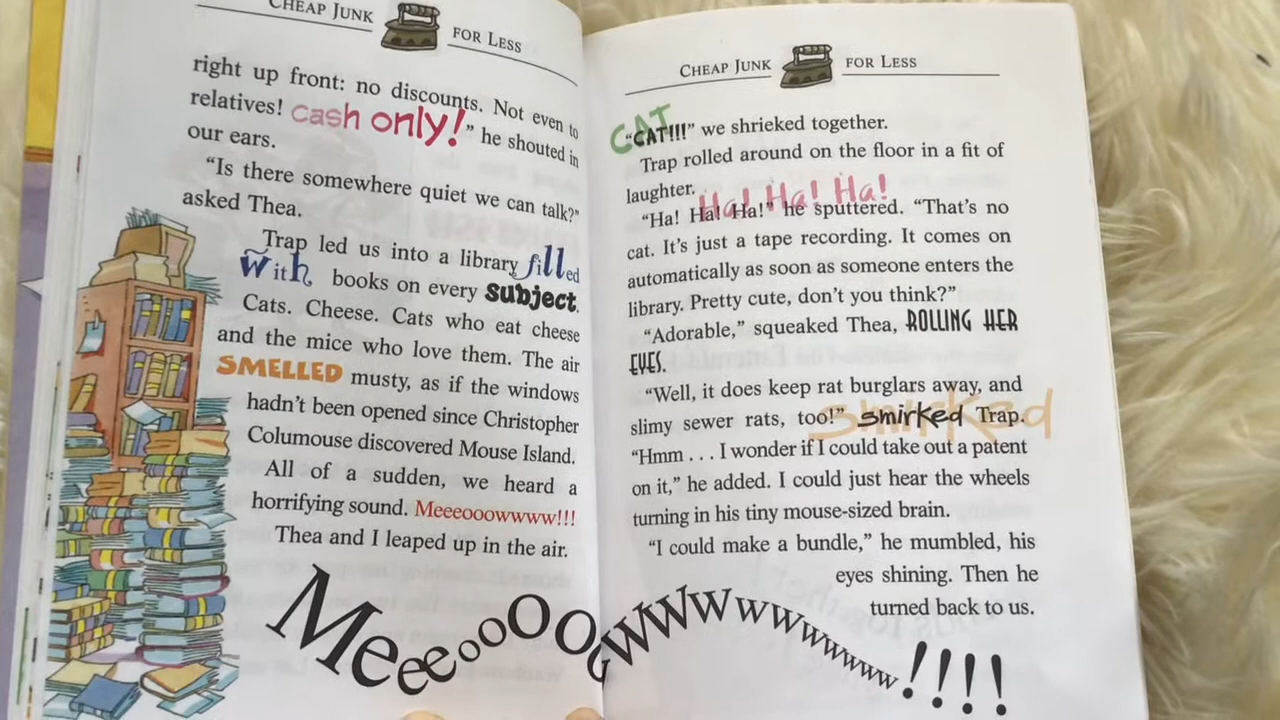 CHEAP JUNK FOR LESS
right up front: no discounts. Not even to
relatives! cash only!” he shouted in
our ears.
“Is there somewhere quiet we can talk?”
asked Thea.
Trap led us into a library filled
with books on every subject.
Cats. Cheese. Cats who eat cheese
and the mice who love them. The air
SMELLED musty, as if the windows
hadn’t been opened since Christopher
Columouse discovered Mouse Island.
All of a sudden, we heard a
horrifying sound. Meeeooowwww!!!
Thea and I leaped up in the air.
MeeeoooOOOwwwwwwwwwwwwwww!!!!
CHEAP JUNK FOR LESS
CAT
“CAT!!!” we shrieked together.
Trap rolled around on the floor in a fit of
laughter.
Ha! Ha! Ha!
“Ha! Ha! Ha!” he sputtered. “That’s no
cat. It’s just a tape recording. It comes on
automatically as soon as someone enters the
library. Pretty cute, don’t you think?”
“Adorable,” squeaked Thea, ROLLING HER
EYES.
“Well, it does keep rat burglars away, and
smirked
slimy sewer rats, too!” smirked Trap.
“Hmm . . . I wonder if I could take out a patent
on it,” he added. I could just hear the wheels
turning in his tiny mouse-sized brain.
“I could make a bundle,” he mumbled, his
eyes shining. Then he
turned back to us.